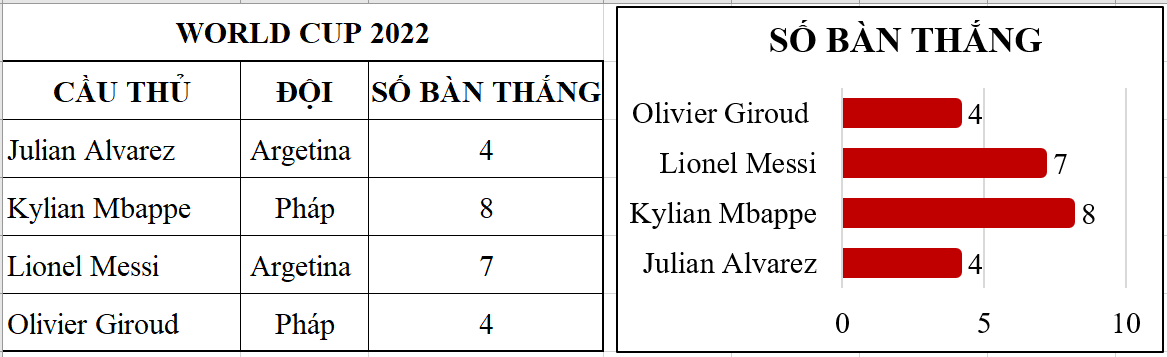 WORLD CUP 2022
CẦU THỦ ĐỘI SỐ BÀN THẮNG
Julian Alvarez Argetina 4
Kylian Mbappe Pháp 8
Lionel Messi Argetina 7
Olivier Giroud Pháp 4
SỐ BÀN THẮNG
Olivier Giroud 4
Lionel Messi 7
Kylian Mbappe 8
Julian Alvarez 4
0 5 10